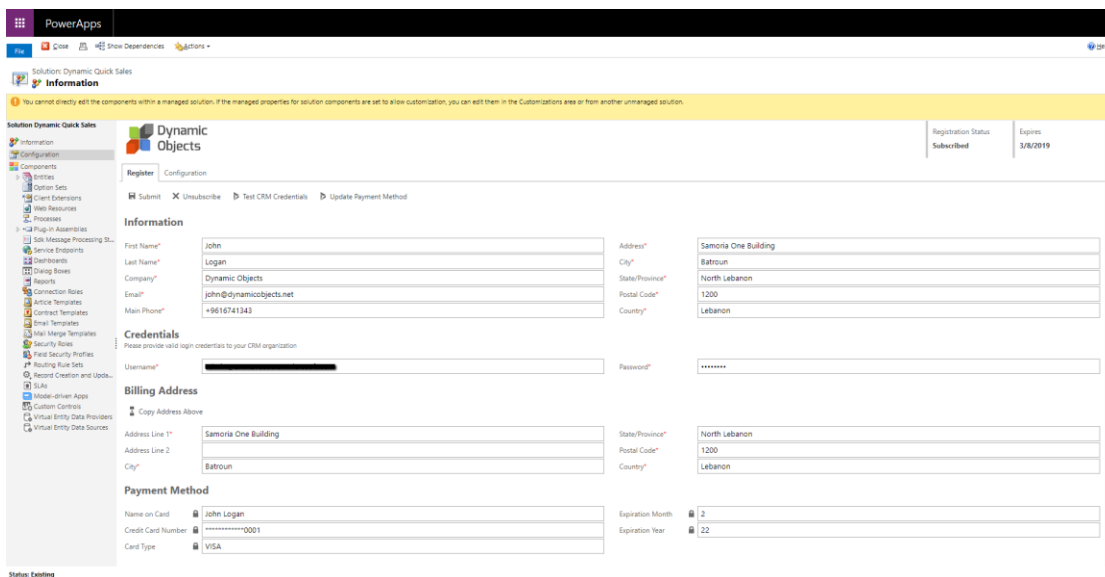 PowerApps
File Close Show Dependencies Actions
Solution: Dynamic Quick Sales
Information
You cannot directly edit the components within a managed solution. If the managed properties for solution components are set to allow customization, you can edit them in the Customizations area or from another unmanaged solution.
Solution Dynamic Quick Sales
Information
Configuration
Components
Entities
Option Sets
Client Extensions
Web Resources
Processes
Plug-in Assemblies
Sdk Message Processing St...
Service Endpoints
Dashboards
Dialog Boxes
Reports
Connection Roles
Article Templates
Contract Templates
Email Templates
Mail Merge Templates
Security Roles
Field Security Profiles
Routing Rule Sets
Record Creation and Upda...
SLAs
Model-driven Apps
Custom Controls
Virtual Entity Data Providers
Virtual Entity Data Sources
Dynamic
Objects
Registration Status Expires
Subscribed 3/8/2019
Register Configuration
Submit Unsubscribe Test CRM Credentials Update Payment Method
Information
First Name* John Address* Samoria One Building
Last Name* Logan City* Batroun
Company* Dynamic Objects State/Province* North Lebanon
Email* john@dynamicobjects.net Postal Code* 1200
Main Phone* +9616741343 Country* Lebanon
Credentials
Please provide valid login credentials to your CRM organization
Username* Password* ********
Billing Address
Copy Address Above
Address Line 1* Samoria One Building State/Province* North Lebanon
Address Line 2 Postal Code* 1200
City* Batroun Country* Lebanon
Payment Method
Name on Card John Logan Expiration Month 2
Credit Card Number ************0001 Expiration Year 22
Card Type VISA
Status: Existing